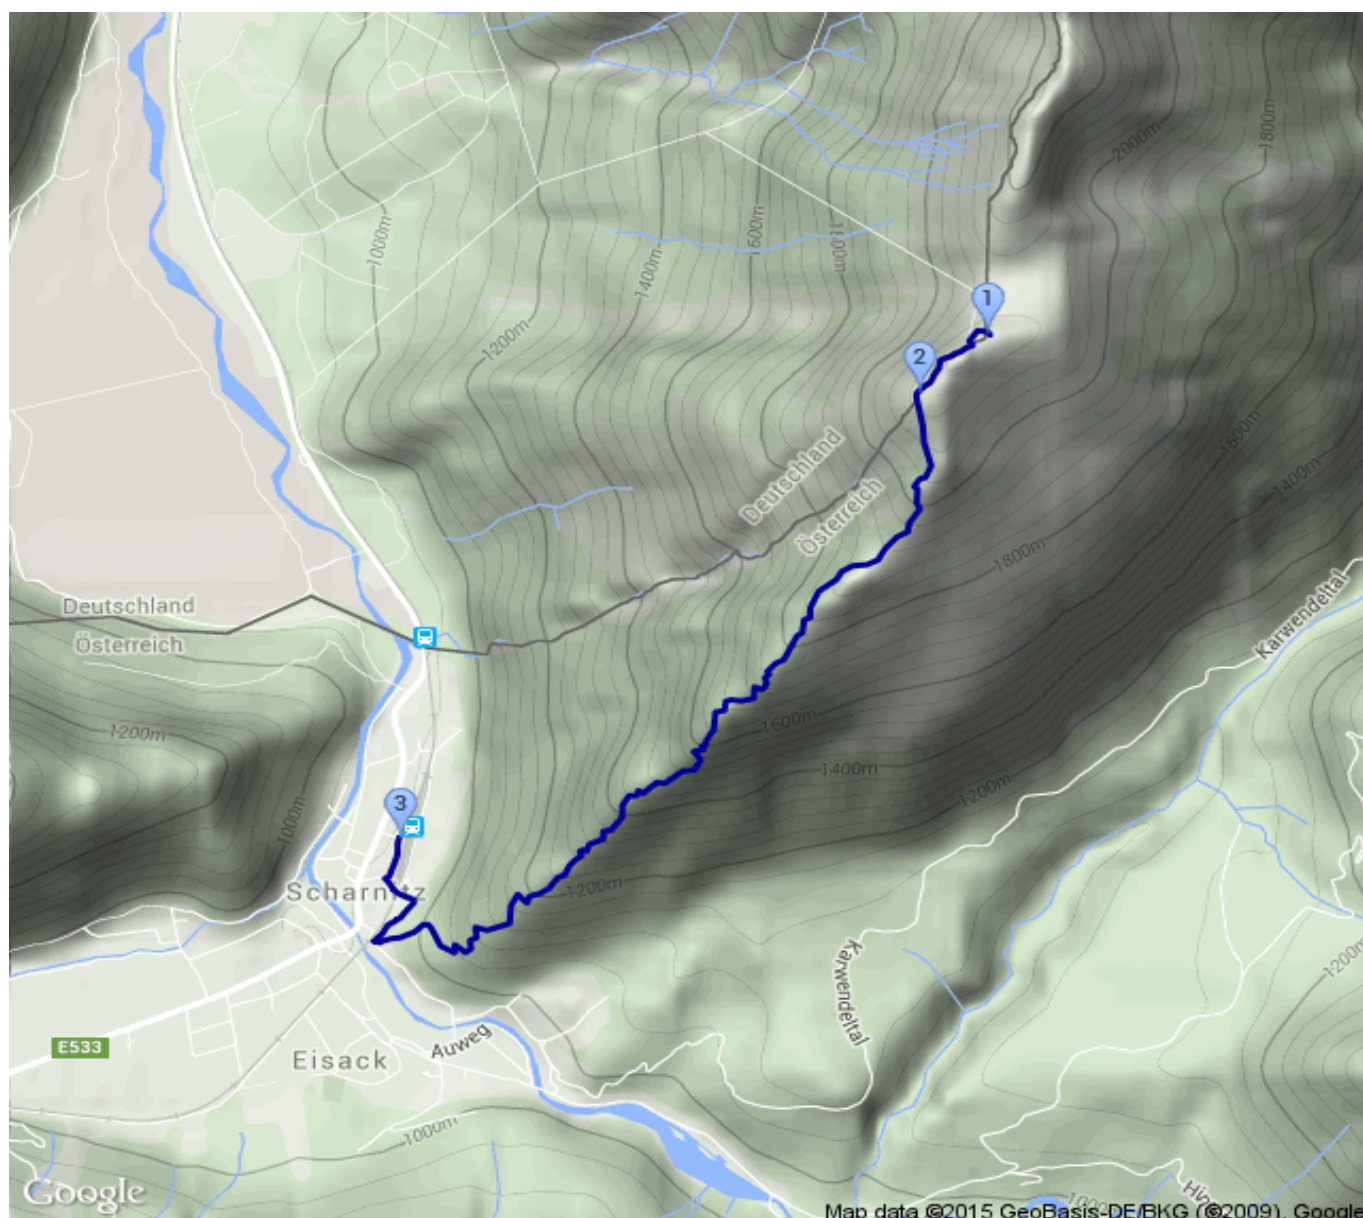 1800m
2000m
1000m
1600m
1800m
1400m
1
1200m
2
1600m
Deutschland
1400m
Österreich
1800m
Deutschland
Karwendeltal
Österreich
1600m
1200m
1400m
1200m
3
1000m
Scharnitz
1200m
Karwendeltal
1200m
E533
Auweg
Eisack
1000m
Google
Map data ©2015 GeoBasis-DE/BKG (©2009), Google